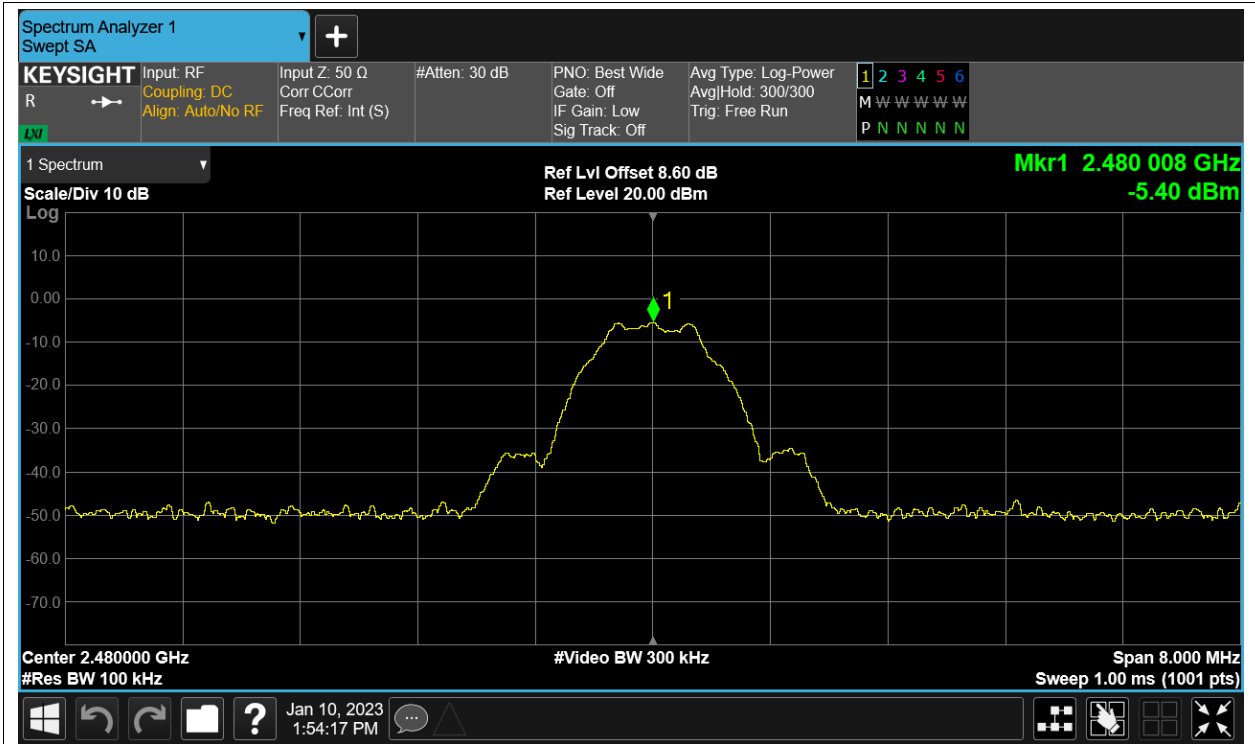 Spectrum Analyzer 1
Swept SA
KEYSIGHT
R
LXI
Input: RF
Coupling: DC
Align: Auto/No RF
Input Z: 50 Ω
Corr CCorr
Freq Ref: Int (S)
#Atten: 30 dB
PNO: Best Wide
Gate: Off
IF Gain: Low
Sig Track: Off
Avg Type: Log-Power
Avg|Hold: 300/300
Trig: Free Run
1 2 3 4 5 6
M W W W W W W
P N N N N N N
1 Spectrum
Scale/Div 10 dB
Log
Ref Lvl Offset 8.60 dB
Ref Level 20.00 dBm
Mkr1 2.480 008 GHz
-5.40 dBm
10.0
0.00
-10.0
-20.0
-30.0
-40.0
-50.0
-60.0
-70.0
1
Center 2.480000 GHz
#Res BW 100 kHz
#Video BW 300 kHz
Span 8.000 MHz
Sweep 1.00 ms (1001 pts)
?
Jan 10, 2023
1:54:17 PM